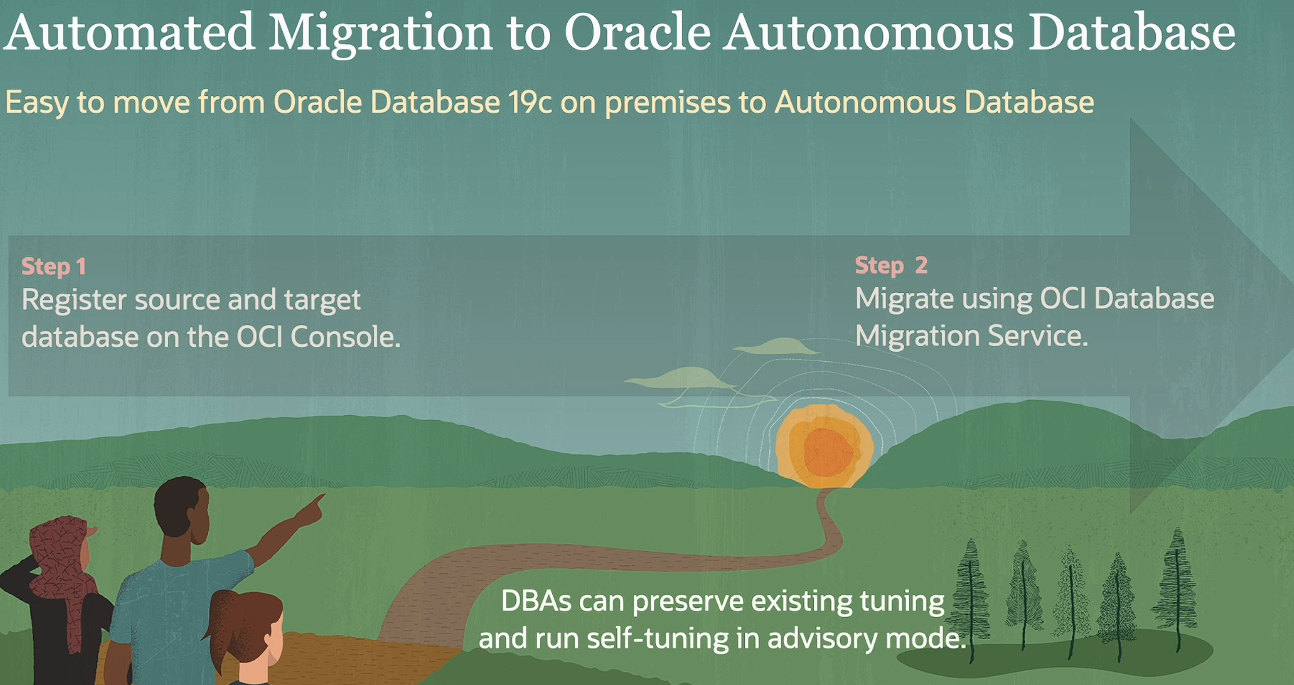 Automated Migration to Oracle Autonomous Database
Easy to move from Oracle Database 19c on premises to Autonomous Database
Step 1
Register source and target
database on the OCI Console.
Step 2
Migrate using OCI Database
Migration Service.
DBAs can preserve existing tuning
and run self-tuning in advisory mode.